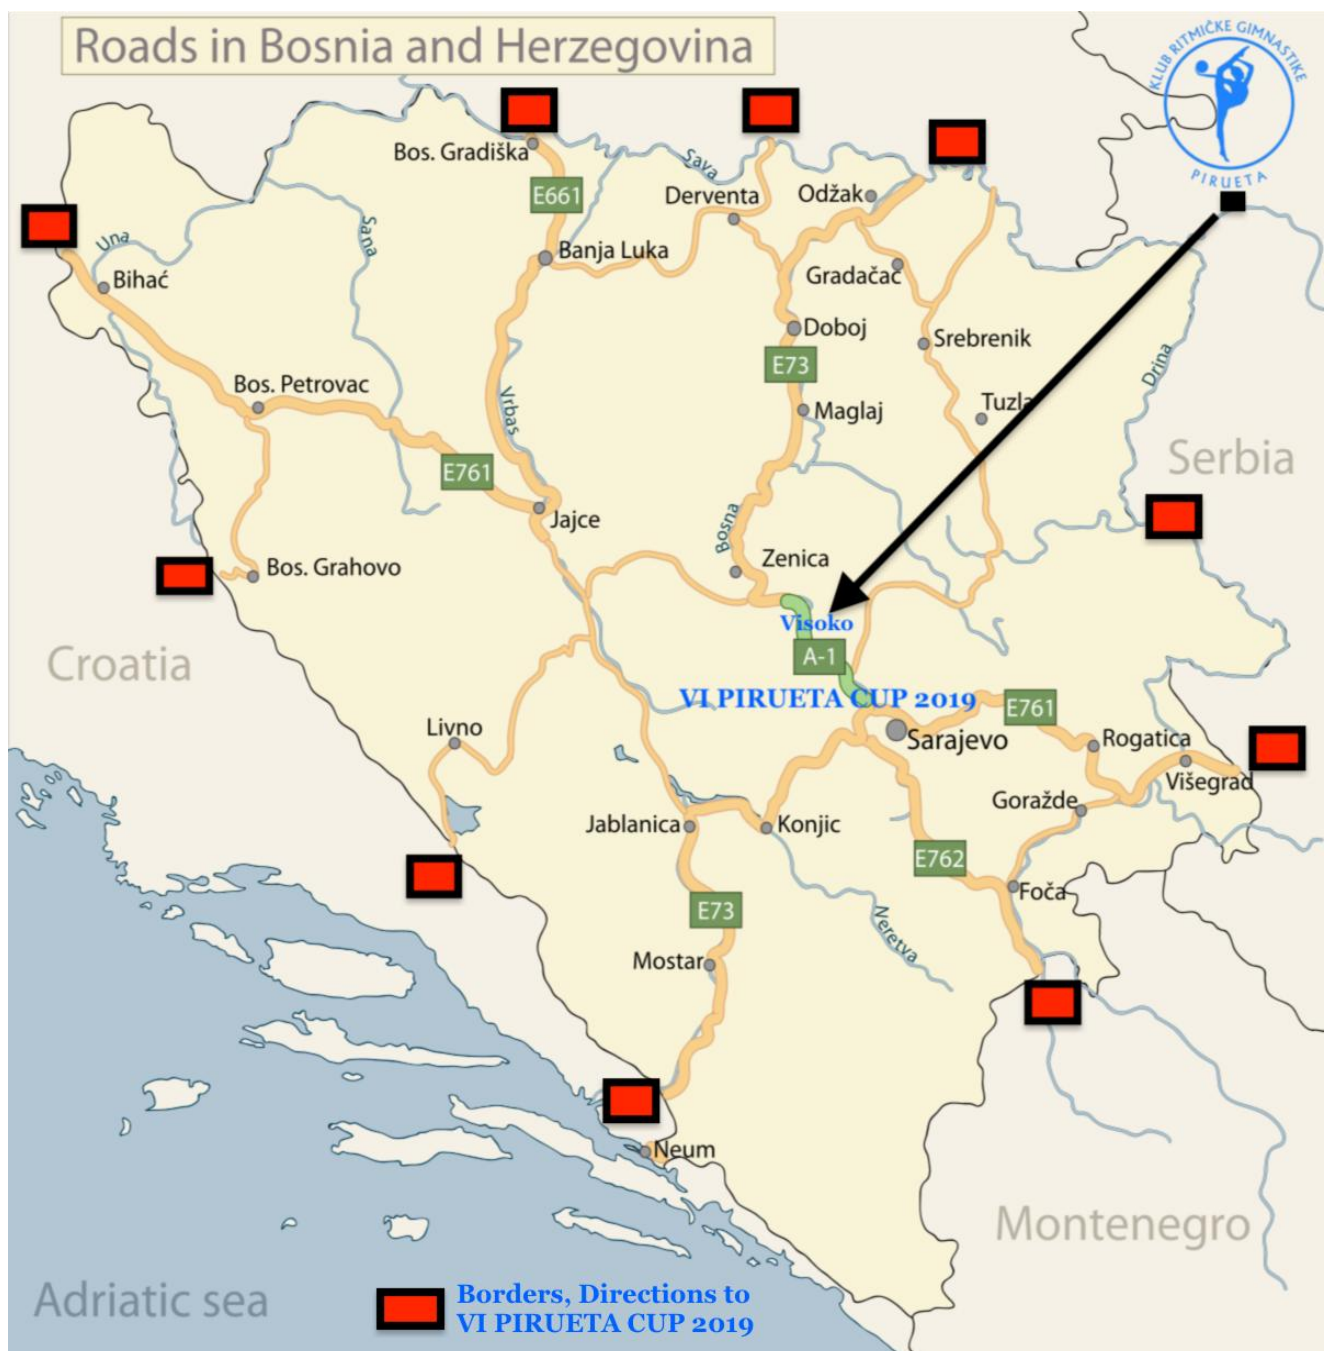 Roads in Bosnia and Herzegovina
KLUB RITMIČKE GIMNASTIKE
PIRUETA
Bos. Gradiška
Sava
Derventa
Odžak
E661
Una
Sana
Banja Luka
Bihać
Gradačac
Doboj
Srebrenik
Drina
E73
Bos. Petrovac
Vrbas
Maglaj
Tuzla
Serbia
E761
Jajce
Bosna
Zenica
Bos. Grahovo
Visoko
Croatia
A-1
VI PIRUETA CUP 2019
E761
Livno
Sarajevo
Rogatica
Višegrad
Goražde
Jablanica
Konjic
E762
Foča
E73
Neretva
Mostar
Neum
Montenegro
Adriatic sea
Borders, Directions to
VI PIRUETA CUP 2019